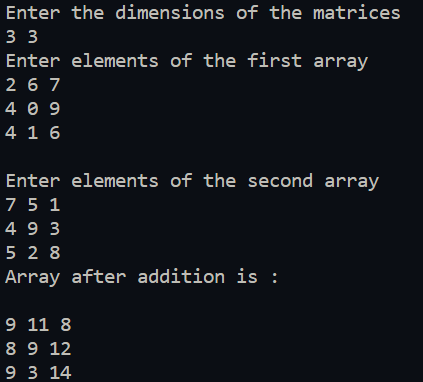 Enter the dimensions of the matrices
3 3
Enter elements of the first array
2 6 7
4 0 9
4 1 6
Enter elements of the second array
7 5 1
4 9 3
5 2 8
Array after addition is :
9 11 8
8 9 12
9 3 14